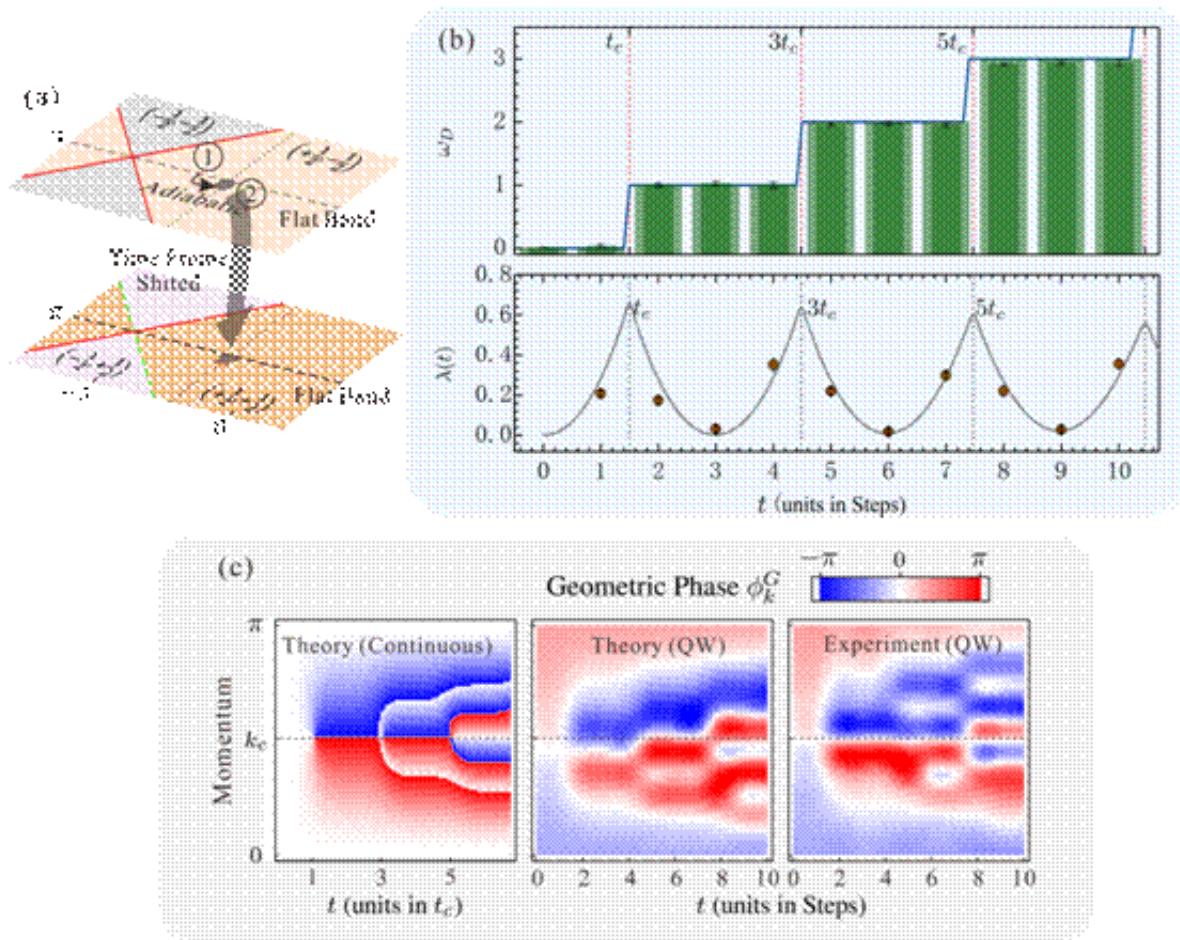 (a)
π
①
②
Adiabatic
Flat Band
Time Frame
Shited
π
Flat Band
0
(b)
t_c 3t_c 5t_c
3
2
1
0
ω_D
0.8
0.6
0.4
0.2
0.0
λ(t)
t_c 3t_c 5t_c
0 1 2 3 4 5 6 7 8 9 10
t (units in Steps)
(c)
Geometric Phase ϕ_k^G
−π 0 π
Theory (Continuous) Theory (QW) Experiment (QW)
π
k_c
0
Momentum
1 3 5
0 2 4 6 8 10
0 2 4 6 8 10
t (units in t_c) t (units in Steps)